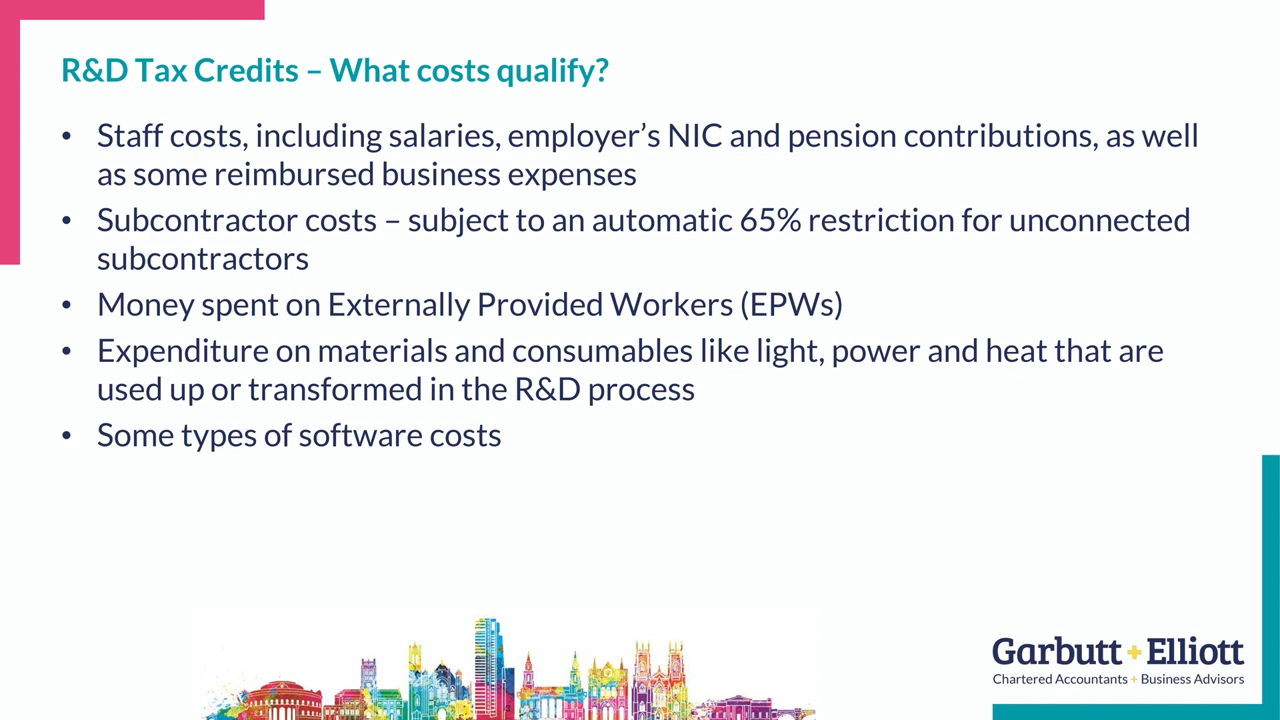 R&D Tax Credits – What costs qualify?
• Staff costs, including salaries, employer’s NIC and pension contributions, as well
as some reimbursed business expenses
• Subcontractor costs – subject to an automatic 65% restriction for unconnected
subcontractors
• Money spent on Externally Provided Workers (EPWs)
• Expenditure on materials and consumables like light, power and heat that are
used up or transformed in the R&D process
• Some types of software costs
Garbutt + Elliott
Chartered Accountants + Business Advisors